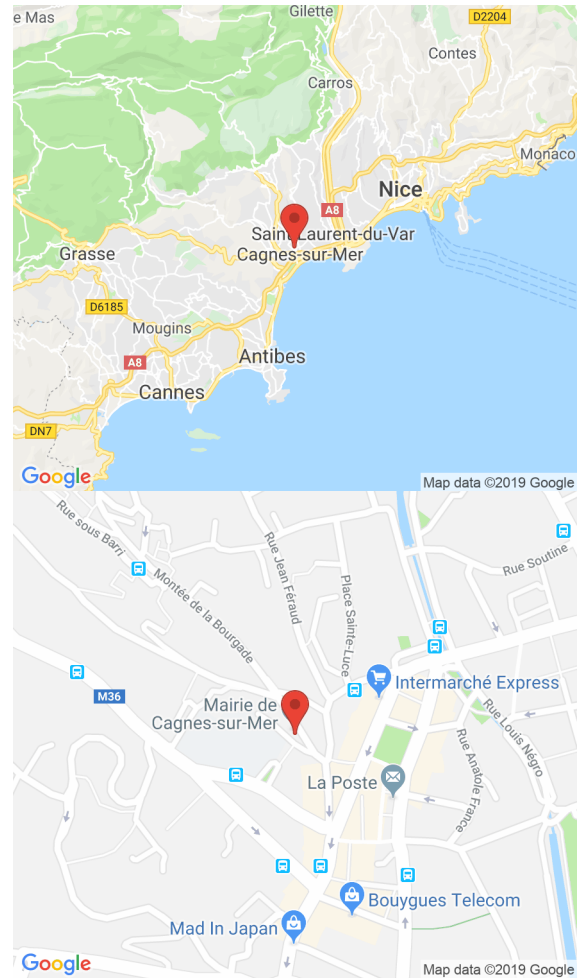 Gilette
de Mas
D2204
Contes
Carros
Monaco
Nice
A8
Saint-Laurent-du-Var
Cagnes-sur-Mer
Grasse
D6185
Mougins
Antibes
A8
Cannes
DN7
Google
Map data ©2019 Google
Rue sous Barri
Rue Jean Féraud
Rue Soutine
Montée de la Bourgade
Place Sainte-Luce
Intermarché Express
M36
Mairie de
Cagnes-sur-Mer
Rue Louis Négro
Rue Anatole France
La Poste
Bouygues Telecom
Mad In Japan
Google
Map data ©2019 Google